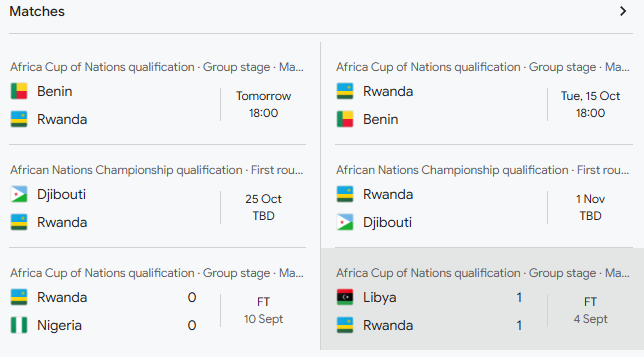 Matches
Africa Cup of Nations qualification · Group stage · Ma...
Benin
Rwanda
Tomorrow
18:00
Africa Cup of Nations qualification · Group stage · Ma...
Rwanda
Benin
Tue, 15 Oct
18:00
African Nations Championship qualification · First rou...
Djibouti
Rwanda
25 Oct
TBD
African Nations Championship qualification · First rou...
Rwanda
Djibouti
1 Nov
TBD
Africa Cup of Nations qualification · Group stage · Ma...
Rwanda 0
Nigeria 0
FT
10 Sept
Africa Cup of Nations qualification · Group stage · Ma...
Libya 1
Rwanda 1
FT
4 Sept